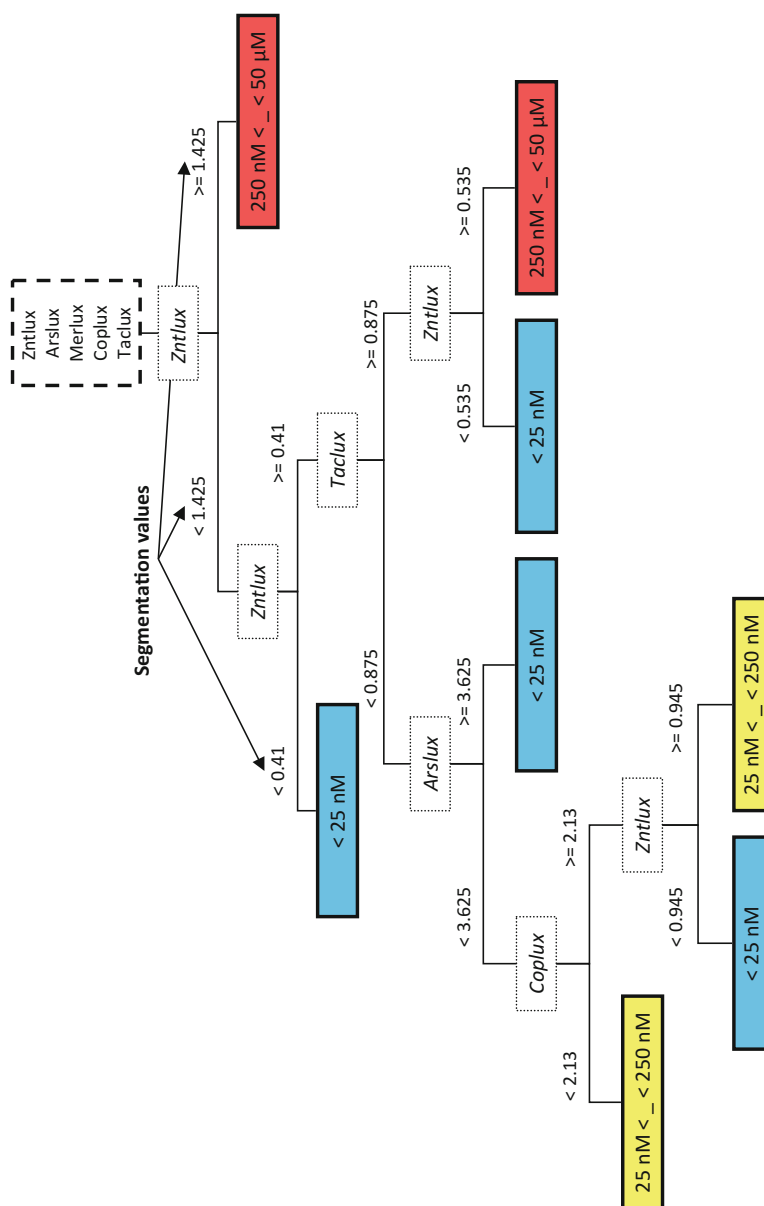 Zntlux
Arslux
Merlux
Coplux
Taclux
Segmentation values
Zntlux
< 1.425
>= 1.425
Zntlux
250 nM < _ < 50 µM
< 0.41
>= 0.41
< 25 nM
Taclux
< 0.875
>= 0.875
Arslux
Zntlux
< 3.625
>= 3.625
< 0.535
>= 0.535
Coplux
< 25 nM
< 25 nM
250 nM < _ < 50 µM
< 2.13
>= 2.13
25 nM < _ < 250 nM
Zntlux
< 0.945
>= 0.945
< 25 nM
25 nM < _ < 250 nM